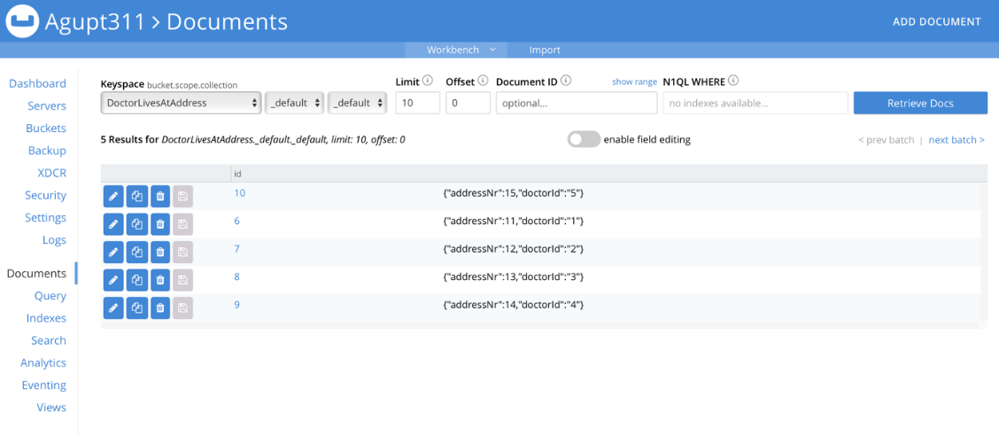 Agupt311 > Documents
ADD DOCUMENT
Workbench Import
Dashboard
Servers
Buckets
Backup
XDCR
Security
Settings
Logs
Documents
Query
Indexes
Search
Analytics
Eventing
Views
Keyspace bucket.scope.collection
DoctorLivesAtAddress _default _default
Limit
10
Offset
0
Document ID show range
optional...
N1QL WHERE
no indexes available...
Retrieve Docs
5 Results for DoctorLivesAtAddress._default._default, limit: 10, offset: 0
enable field editing
< prev batch | next batch >
id
10 {"addressNr":15,"doctorId":"5"}
6 {"addressNr":11,"doctorId":"1"}
7 {"addressNr":12,"doctorId":"2"}
8 {"addressNr":13,"doctorId":"3"}
9 {"addressNr":14,"doctorId":"4"}